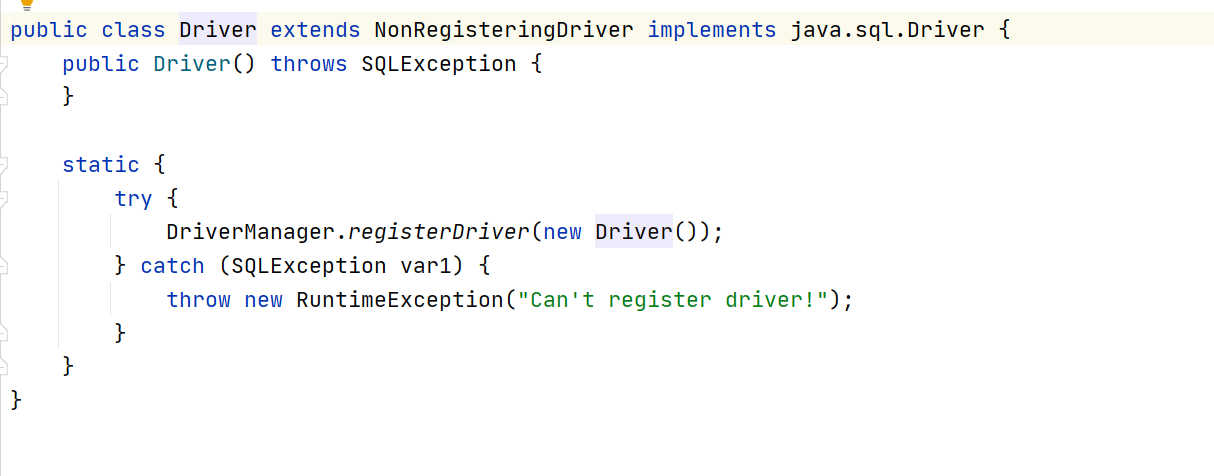 public class Driver extends NonRegisteringDriver implements java.sql.Driver {
    public Driver() throws SQLException {
    }
    static {
        try {
            DriverManager.registerDriver(new Driver());
        } catch (SQLException var1) {
            throw new RuntimeException("Can't register driver!");
        }
    }
}